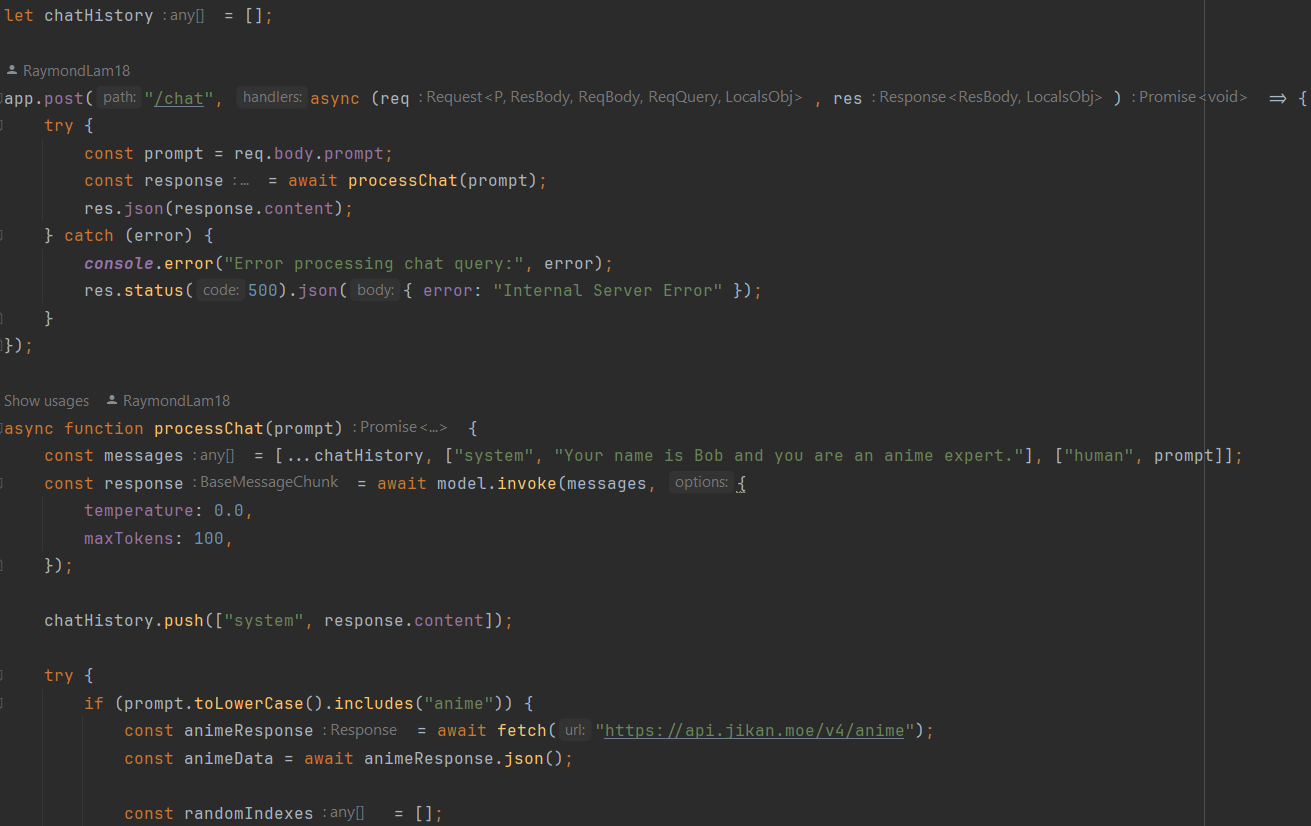 let chatHistory : any[] = [];
RaymondLam18
app.post( path: "/chat", handlers: async (req : Request<P, ResBody, ReqBody, ReqQuery, LocalsObj> , res : Response<ResBody, LocalsObj> ) : Promise<void> => {
    try {
        const prompt = req.body.prompt;
        const response : ... = await processChat(prompt);
        res.json(response.content);
    } catch (error) {
        console.error("Error processing chat query:", error);
        res.status( code: 500).json( body: { error: "Internal Server Error" });
    }
});
Show usages RaymondLam18
async function processChat(prompt) : Promise<...> {
    const messages : any[] = [...chatHistory, ["system", "Your name is Bob and you are an anime expert."], ["human", prompt]];
    const response : BaseMessageChunk = await model.invoke(messages, options: {
        temperature: 0.0,
        maxTokens: 100,
    });
    chatHistory.push(["system", response.content]);
    try {
        if (prompt.toLowerCase().includes("anime")) {
            const animeResponse : Response = await fetch( url: "https://api.jikan.moe/v4/anime");
            const animeData = await animeResponse.json();
            const randomIndexes : any[] = [];